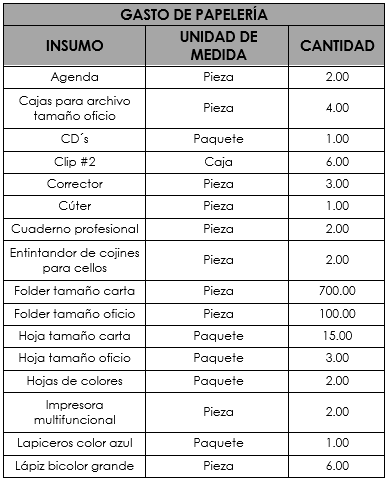 GASTO DE PAPELERÍA
INSUMO UNIDAD DE MEDIDA CANTIDAD
Agenda Pieza 2.00
Cajas para archivo tamaño oficio Pieza 4.00
CD´s Paquete 1.00
Clip #2 Caja 6.00
Corrector Pieza 3.00
Cúter Pieza 1.00
Cuaderno profesional Pieza 2.00
Entintandor de cojines para cellos Pieza 2.00
Folder tamaño carta Pieza 700.00
Folder tamaño oficio Pieza 100.00
Hoja tamaño carta Paquete 15.00
Hoja tamaño oficio Paquete 3.00
Hojas de colores Paquete 2.00
Impresora multifuncional Pieza 2.00
Lapiceros color azul Paquete 1.00
Lápiz bicolor grande Pieza 6.00